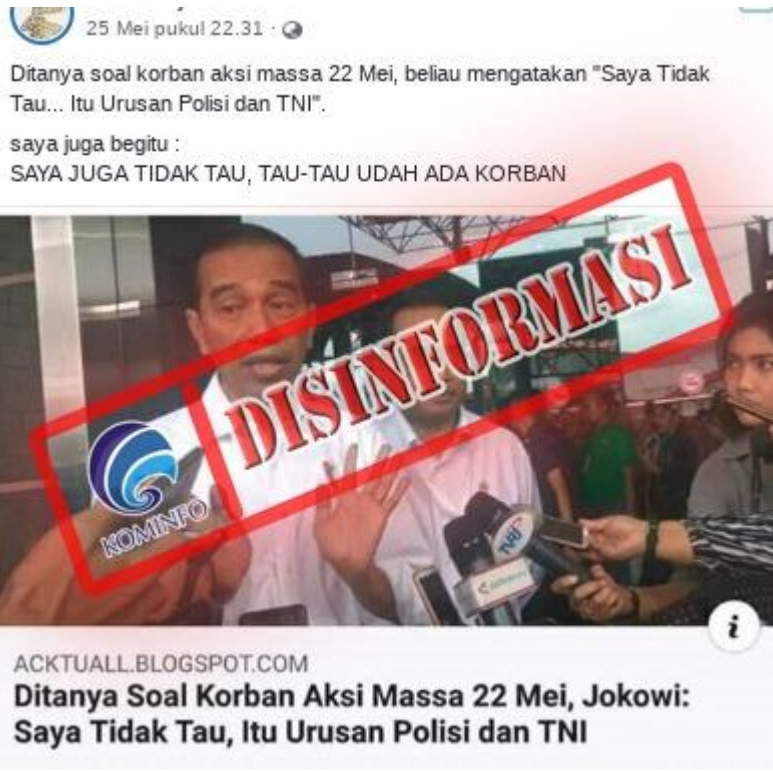 25 Mei pukul 22.31 ·
Ditanya soal korban aksi massa 22 Mei, beliau mengatakan "Saya Tidak
Tau... Itu Urusan Polisi dan TNI".
saya juga begitu :
SAYA JUGA TIDAK TAU, TAU-TAU UDAH ADA KORBAN
DISINFORMASI
KOMINFO
TVRI
i
ACKTUALL.BLOGSPOT.COM
Ditanya Soal Korban Aksi Massa 22 Mei, Jokowi:
Saya Tidak Tau, Itu Urusan Polisi dan TNI